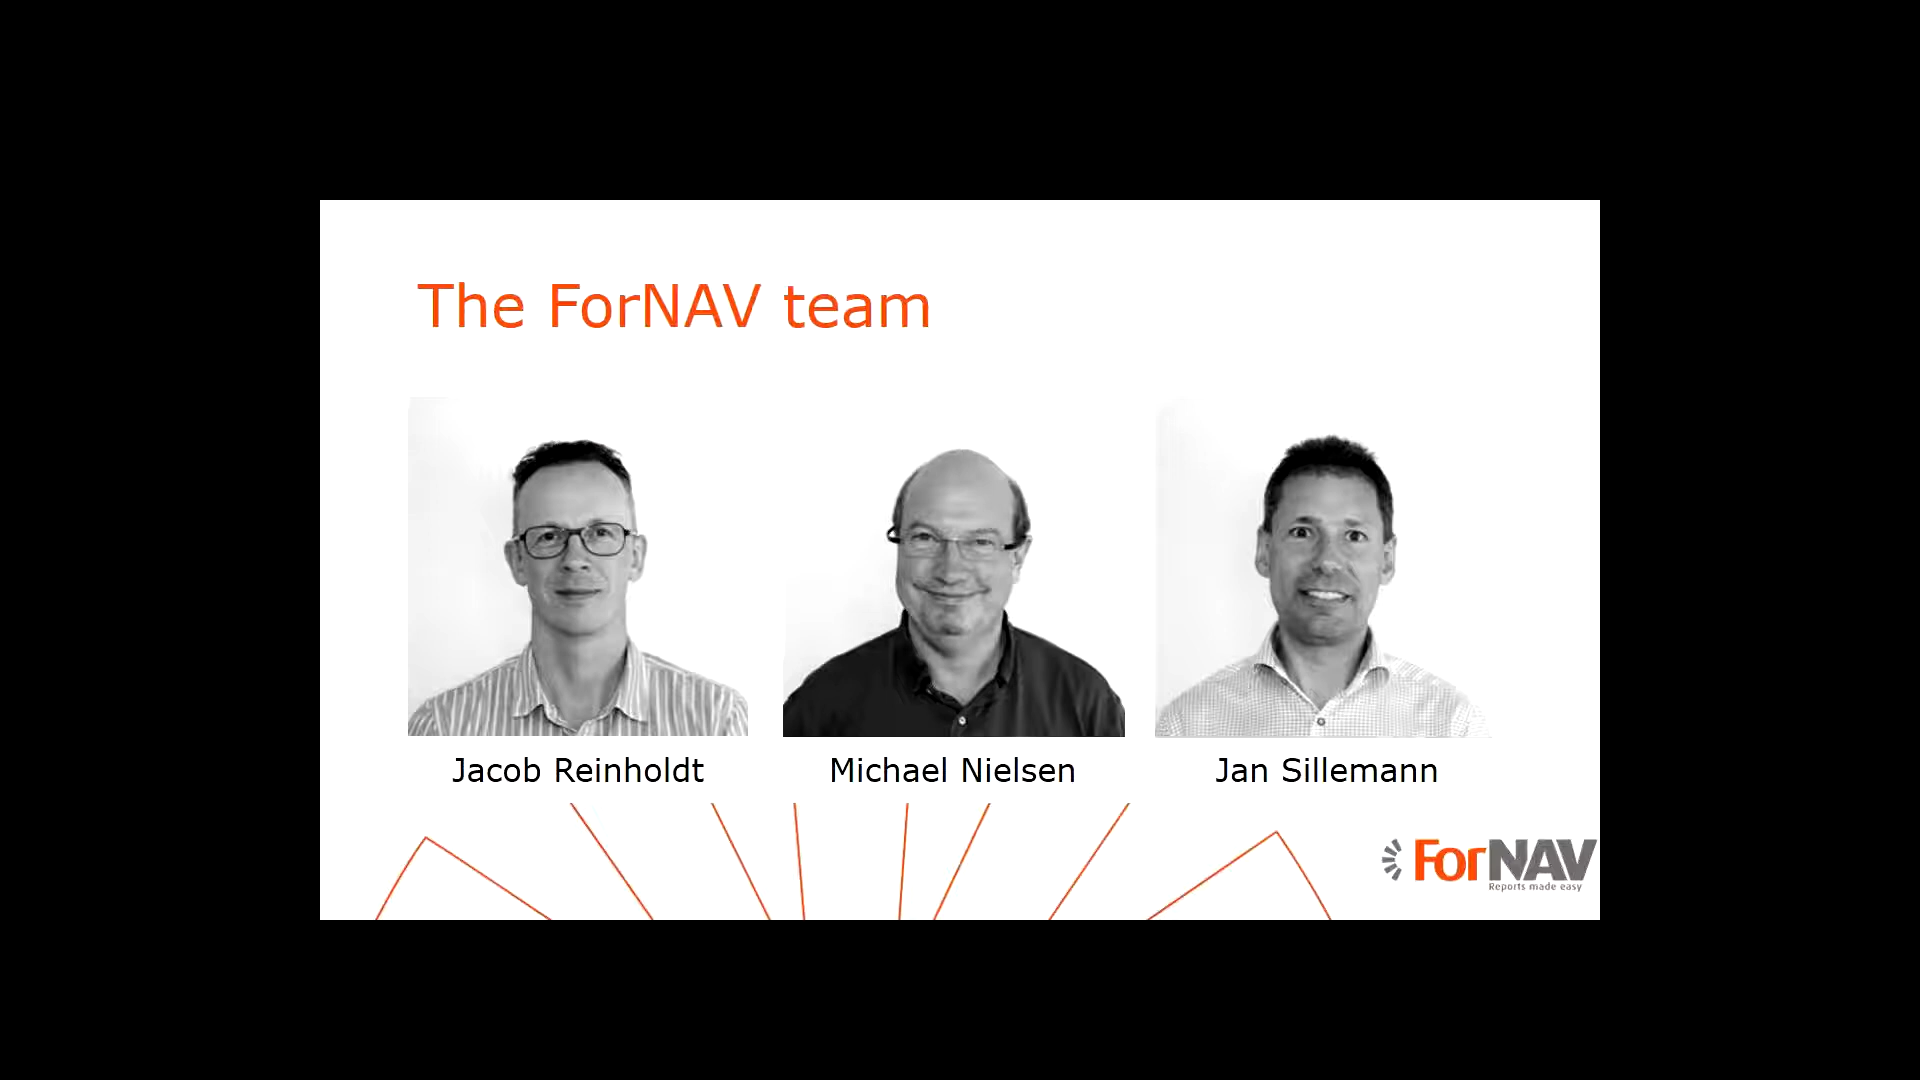 The ForNAV team
Jacob Reinholdt
Michael Nielsen
Jan Sillemann
ForNAV
Reports made easy